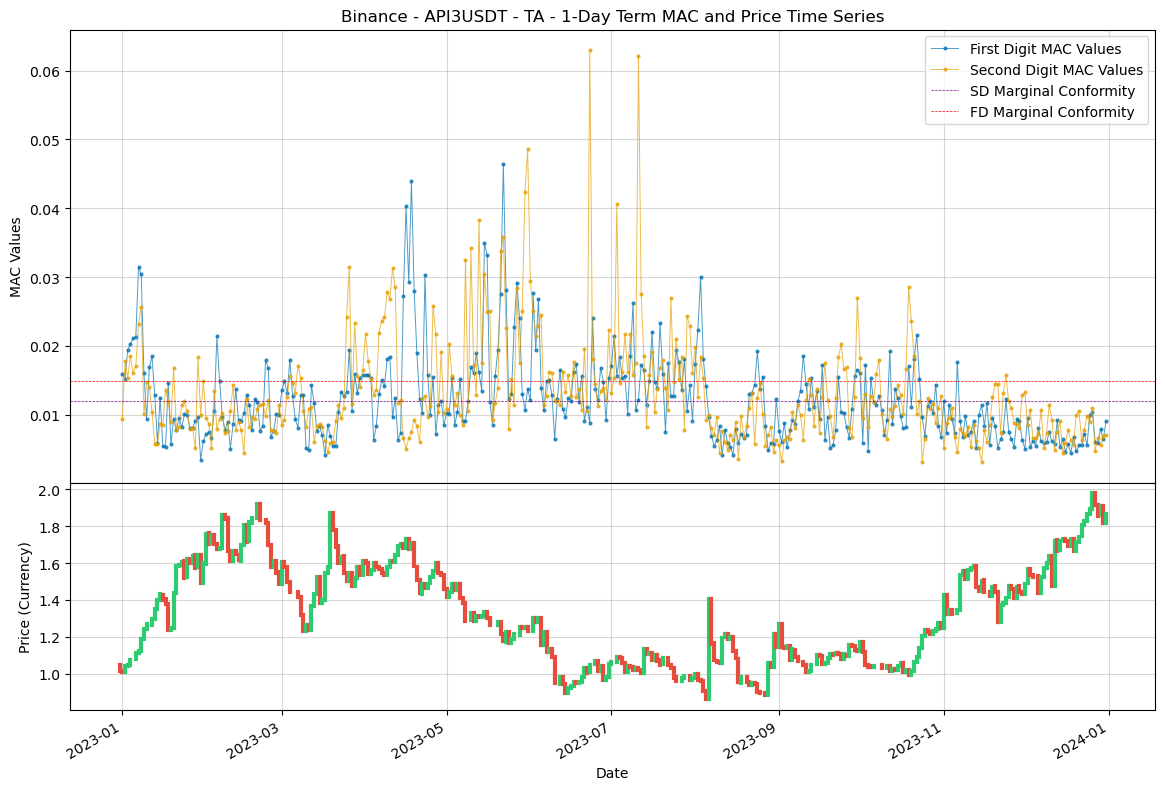 Binance - API3USDT - TA - 1-Day Term MAC and Price Time Series
First Digit MAC Values
Second Digit MAC Values
SD Marginal Conformity
FD Marginal Conformity
MAC Values
0.06
0.05
0.04
0.03
0.02
0.01
Price (Currency)
2.0
1.8
1.6
1.4
1.2
1.0
2023-01
2023-03
2023-05
2023-07
2023-09
2023-11
2024-01
Date